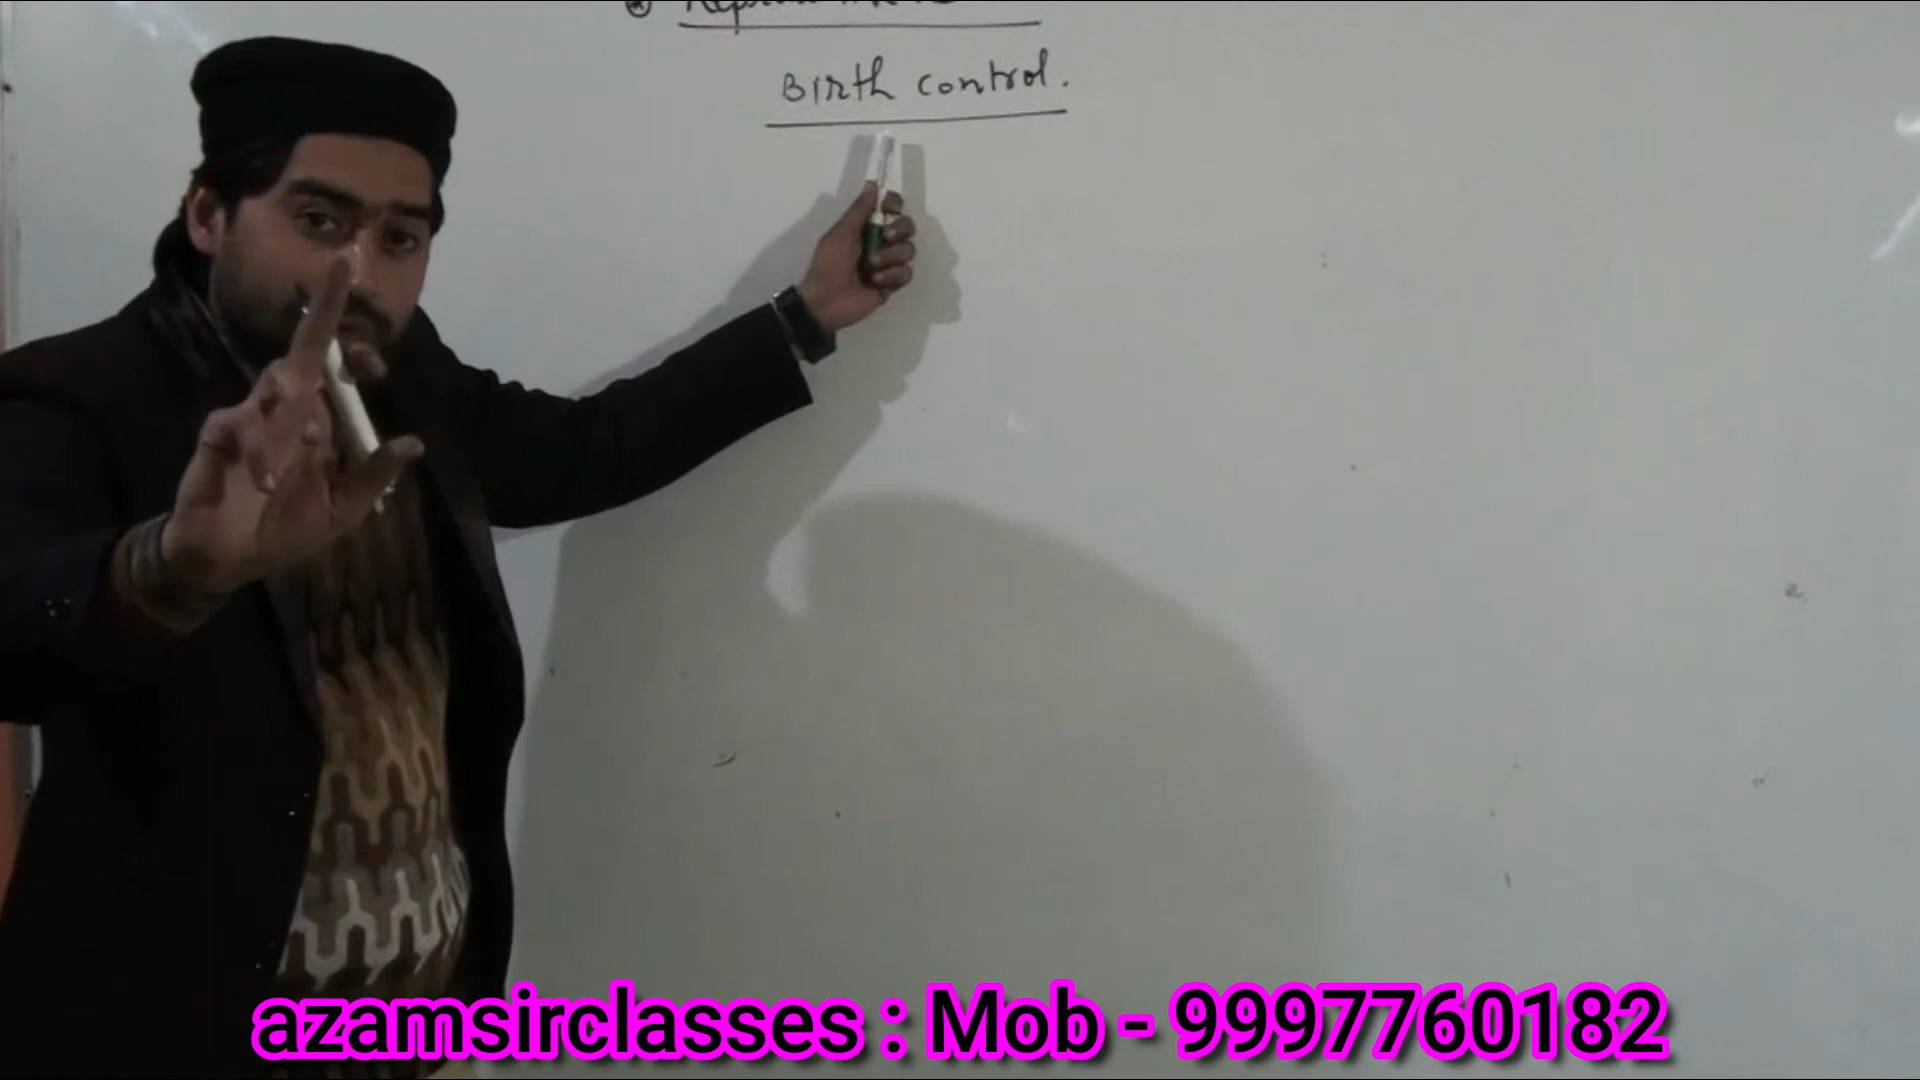 Birth control.
azamsirclasses : Mob - 9997760182